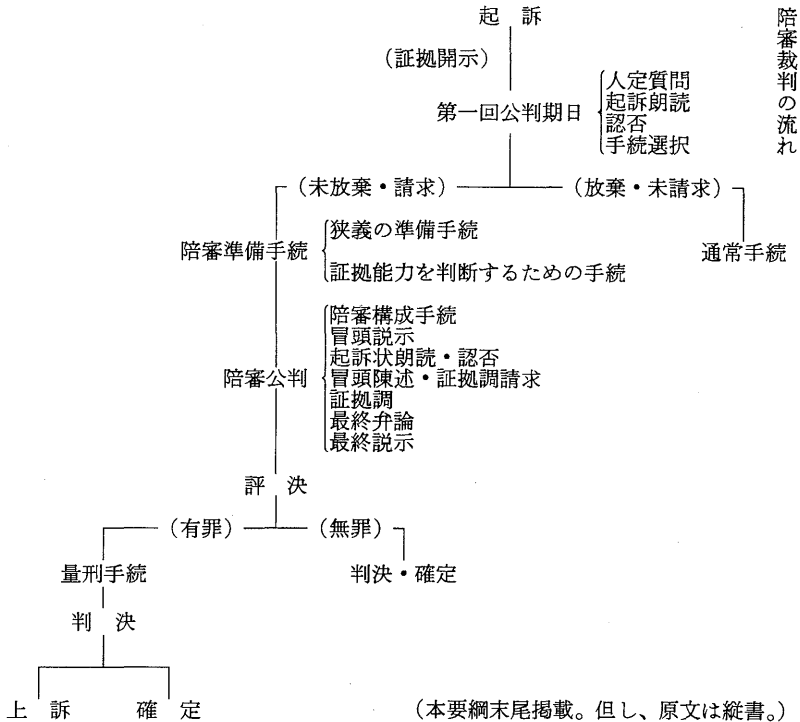 陪審裁判の流れ
起　訴
(証拠開示)
第一回公判期日
人定質問
起訴朗読
認否
手続選択
(未放棄・請求)
(放棄・未請求)
陪審準備手続
狭義の準備手続
証拠能力を判断するための手続
通常手続
陪審公判
陪審構成手続
冒頭説示
起訴状朗読・認否
冒頭陳述・証拠調請求
証拠調
最終弁論
最終説示
評　決
(有罪)
(無罪)
量刑手続
判決・確定
判　決
上　訴
確　定
(本要綱末尾掲載。但し、原文は縦書。)